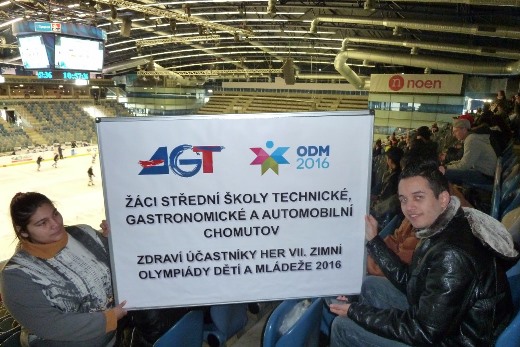 noen
AGT
ODM
2016
ŽÁCI STŘEDNÍ ŠKOLY TECHNICKÉ,
GASTRONOMICKÉ A AUTOMOBILNÍ
CHOMUTOV
ZDRAVÍ ÚČASTNÍKY HER VII. ZIMNÍ
OLYMPIÁDY DĚTÍ A MLÁDEŽE 2016